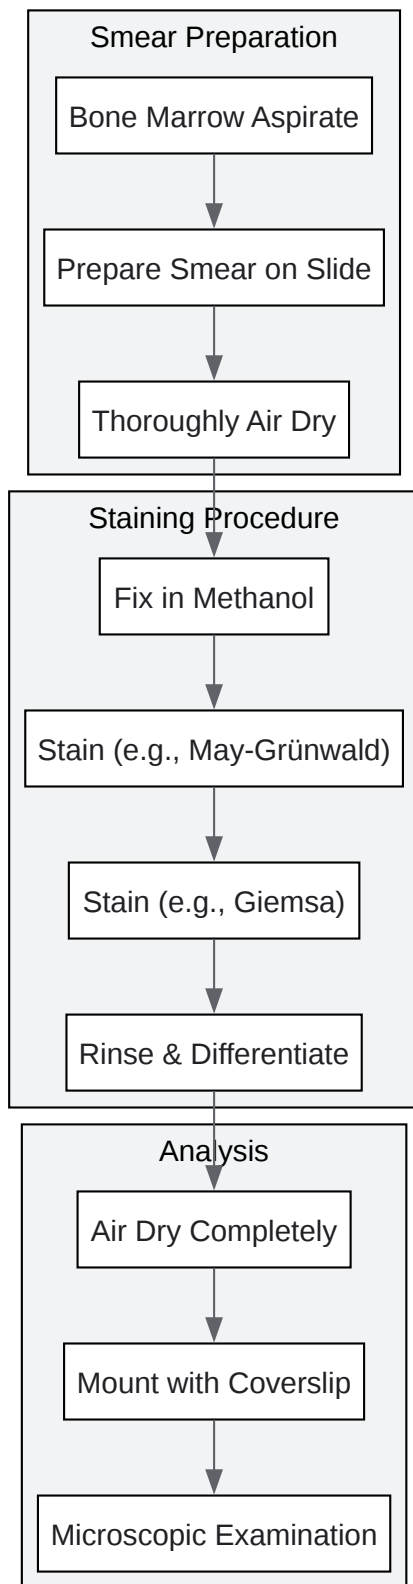 Smear Preparation
Bone Marrow Aspirate
Prepare Smear on Slide
Thoroughly Air Dry
Staining Procedure
Fix in Methanol
Stain (e.g., May-Grünwald)
Stain (e.g., Giemsa)
Rinse & Differentiate
Analysis
Air Dry Completely
Mount with Coverslip
Microscopic Examination